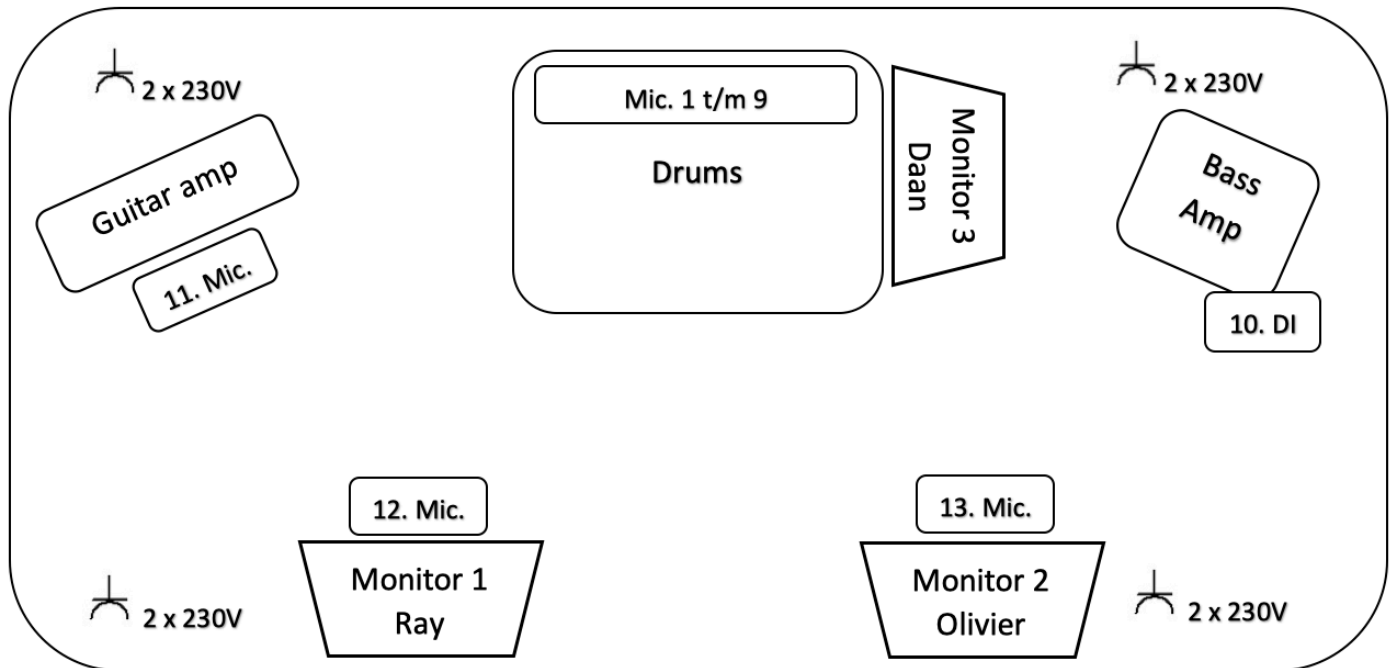 2 x 230V
Mic. 1 t/m 9
2 x 230V
Guitar amp
Drums
Monitor 3
Daan
Bass
Amp
11. Mic.
10. DI
12. Mic.
13. Mic.
Monitor 1
Ray
Monitor 2
Olivier
2 x 230V
2 x 230V